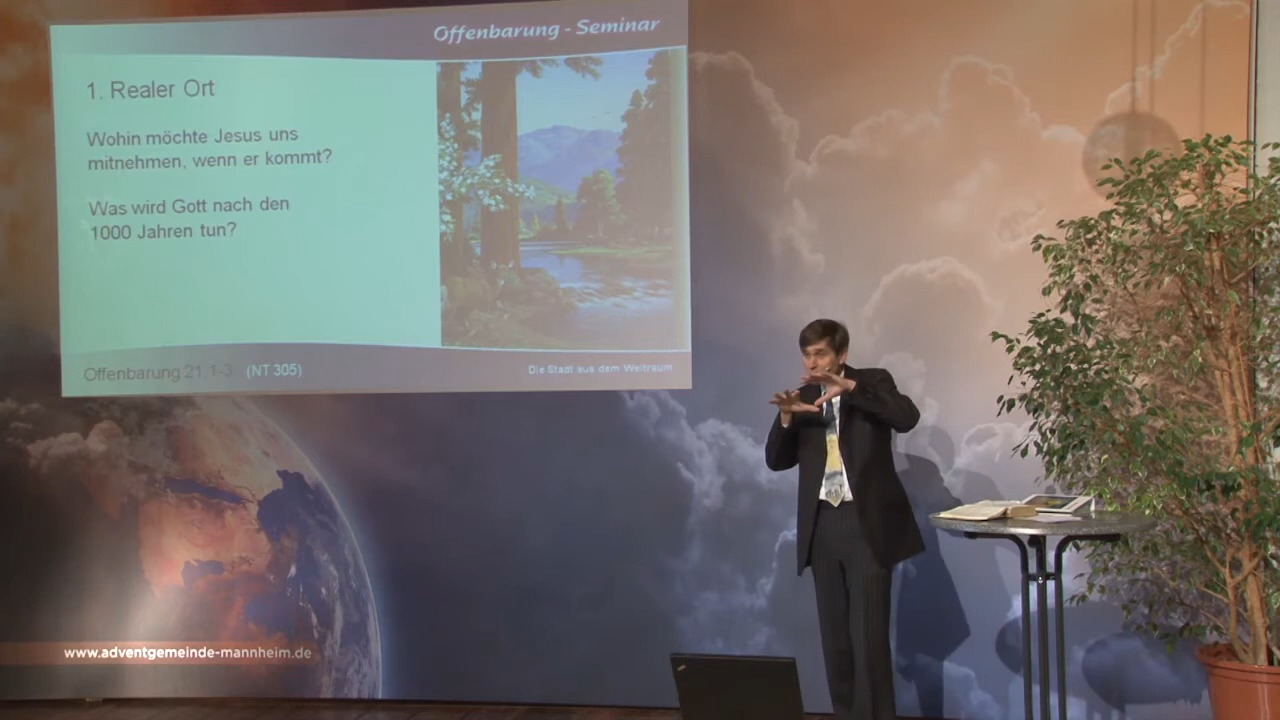 Offenbarung - Seminar
1. Realer Ort
Wohin möchte Jesus uns
mitnehmen, wenn er kommt?
Was wird Gott nach den
1000 Jahren tun?
Offenbarung 21,1-3 (NT 305)
Die Stadt aus dem Weltraum
www.adventgemeinde-mannheim.de